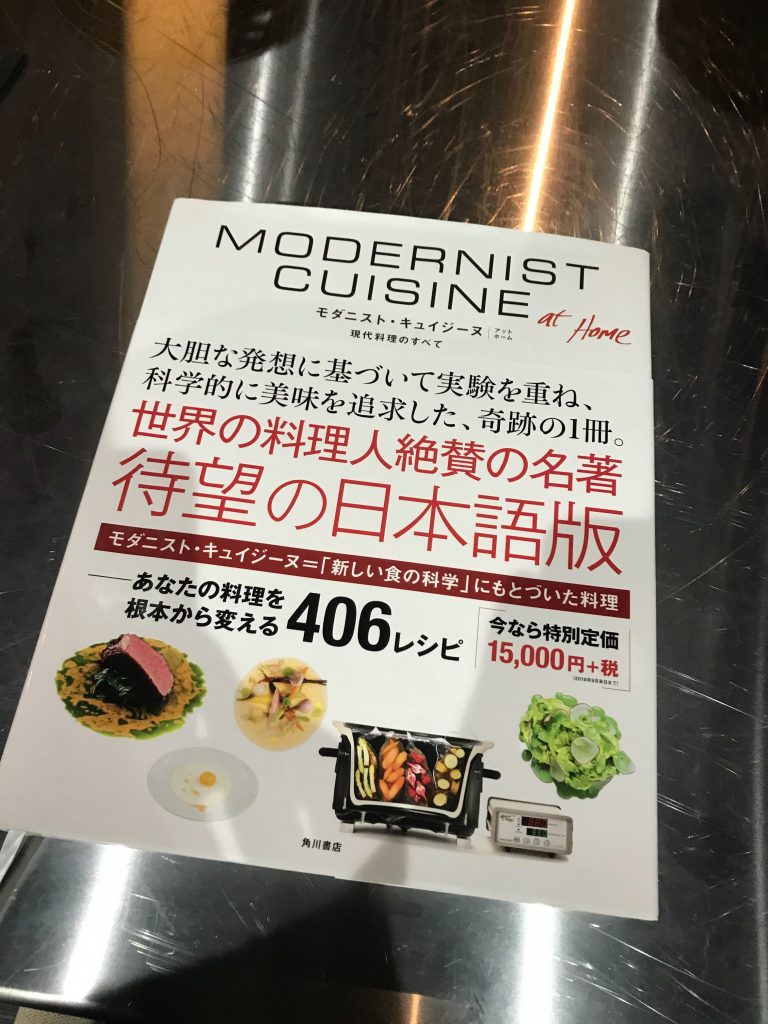 MODERNIST
CUISINE
at Home
モダニスト・キュイジーヌ
アット
ホーム
現代料理のすべて
大胆な発想に基づいて実験を重ね、
科学的に美味を追求した、奇跡の1冊。
世界の料理人絶賛の名著
待望の日本語版
モダニスト・キュイジーヌ=「新しい食の科学」にもとづいた料理
あなたの料理を
根本から変える
406レシピ
今なら特別定価
15,000円+税
角川書店